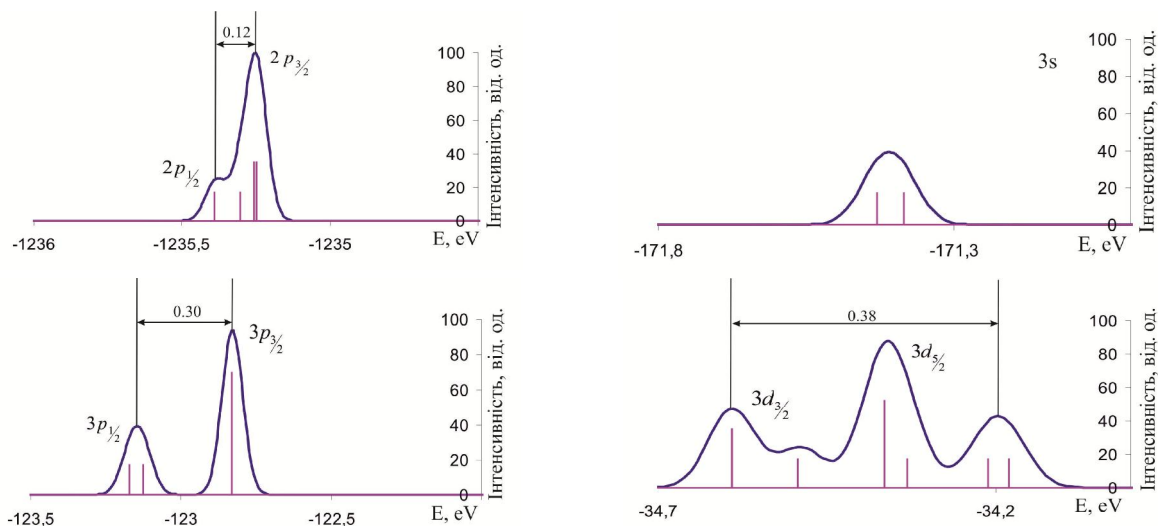 0.12
2p3/2
2p1/2
100
80
60
40
20
0
Інтенсивність, від. од.
-1236
-1235,5
-1235
E, eV
3s
100
80
60
40
20
0
Інтенсивність, від. од.
-171,8
-171,3
E, eV
0.30
3p3/2
3p1/2
100
80
60
40
20
0
Інтенсивність, від. од.
-123,5
-123
-122,5
E, eV
0.38
3d5/2
3d3/2
100
80
60
40
20
0
Інтенсивність, від. од.
-34,7
-34,2
E, eV